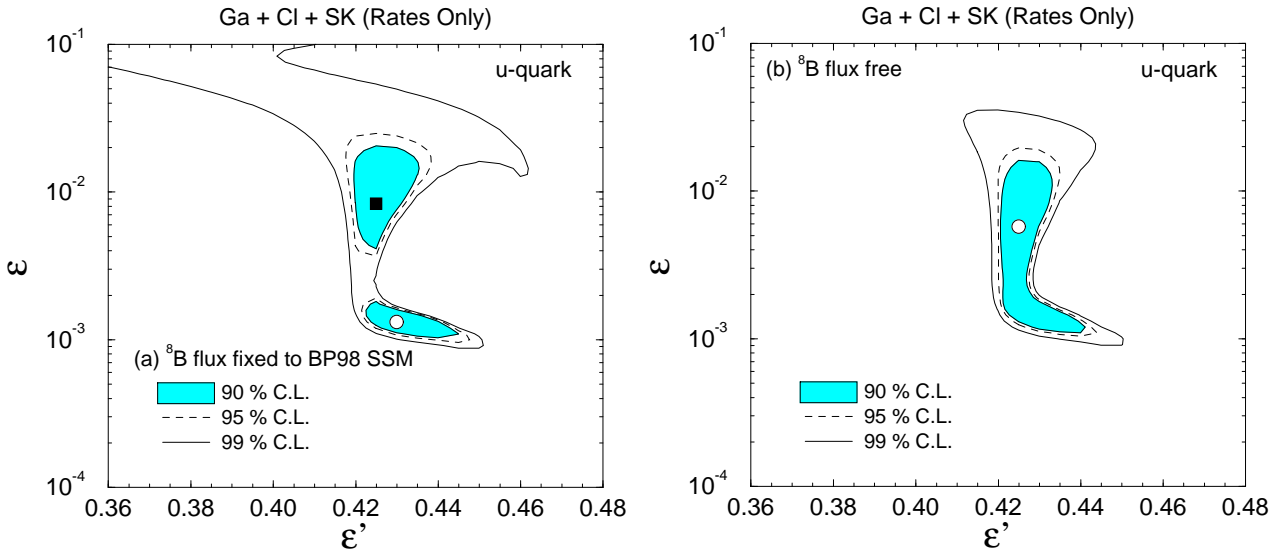 Ga + Cl + SK (Rates Only)
10⁻¹
10⁻²
10⁻³
10⁻⁴
ε
u-quark
(a) ⁸B flux fixed to BP98 SSM
90 % C.L.
95 % C.L.
99 % C.L.
0.36 0.38 0.40 0.42 0.44 0.46 0.48
ε'
Ga + Cl + SK (Rates Only)
10⁻¹
10⁻²
10⁻³
10⁻⁴
ε
(b) ⁸B flux free
u-quark
90 % C.L.
95 % C.L.
99 % C.L.
0.36 0.38 0.40 0.42 0.44 0.46 0.48
ε'